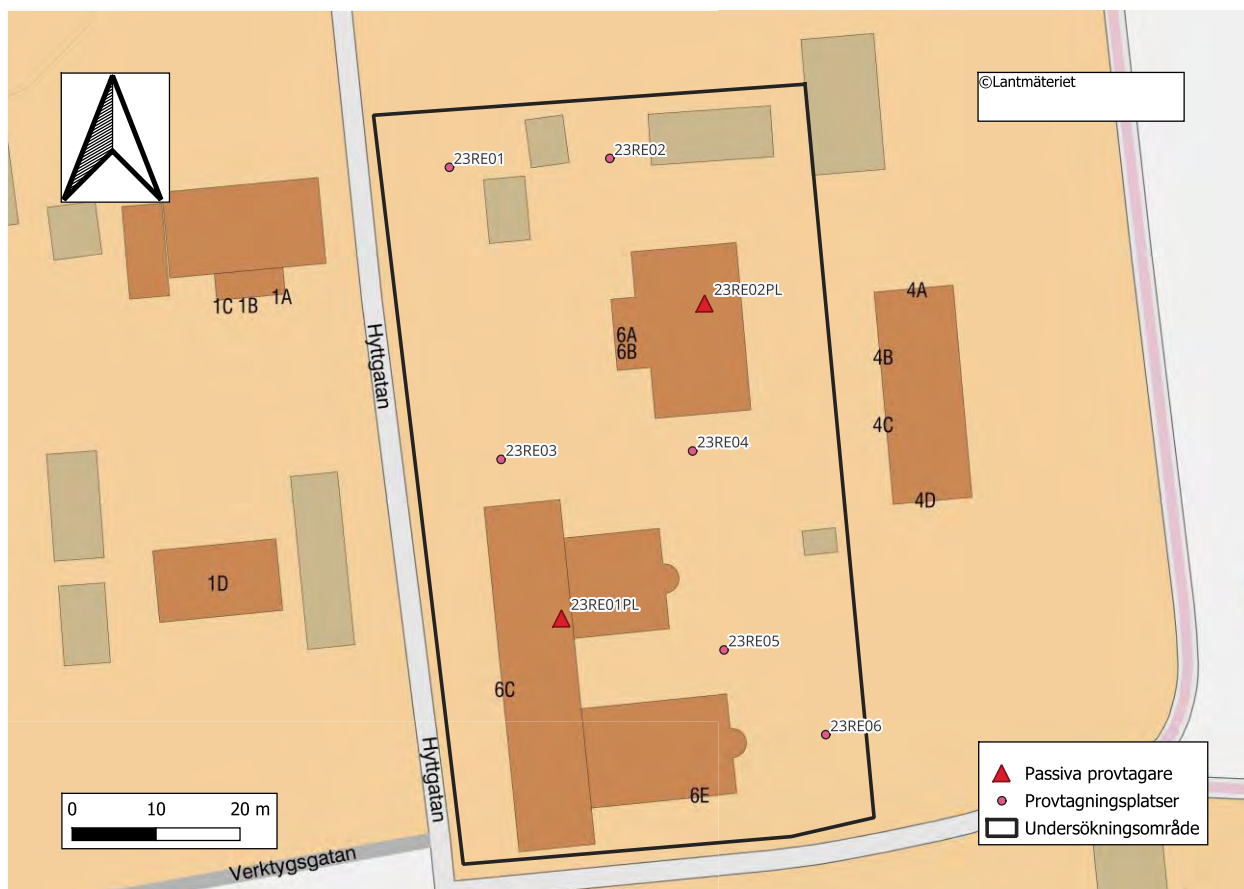 ©Lantmäteriet
23RE01
23RE02
1C 1B 1A
23RE02PL
4A
6A
6B
4B
Hyttgatan
4C
23RE03
23RE04
4D
1D
23RE01PL
23RE05
6C
23RE06
Hyttgatan
6E
Passiva provtagare
Provtagningsplatser
Undersökningsområde
0 10 20 m
Verktygsgatan